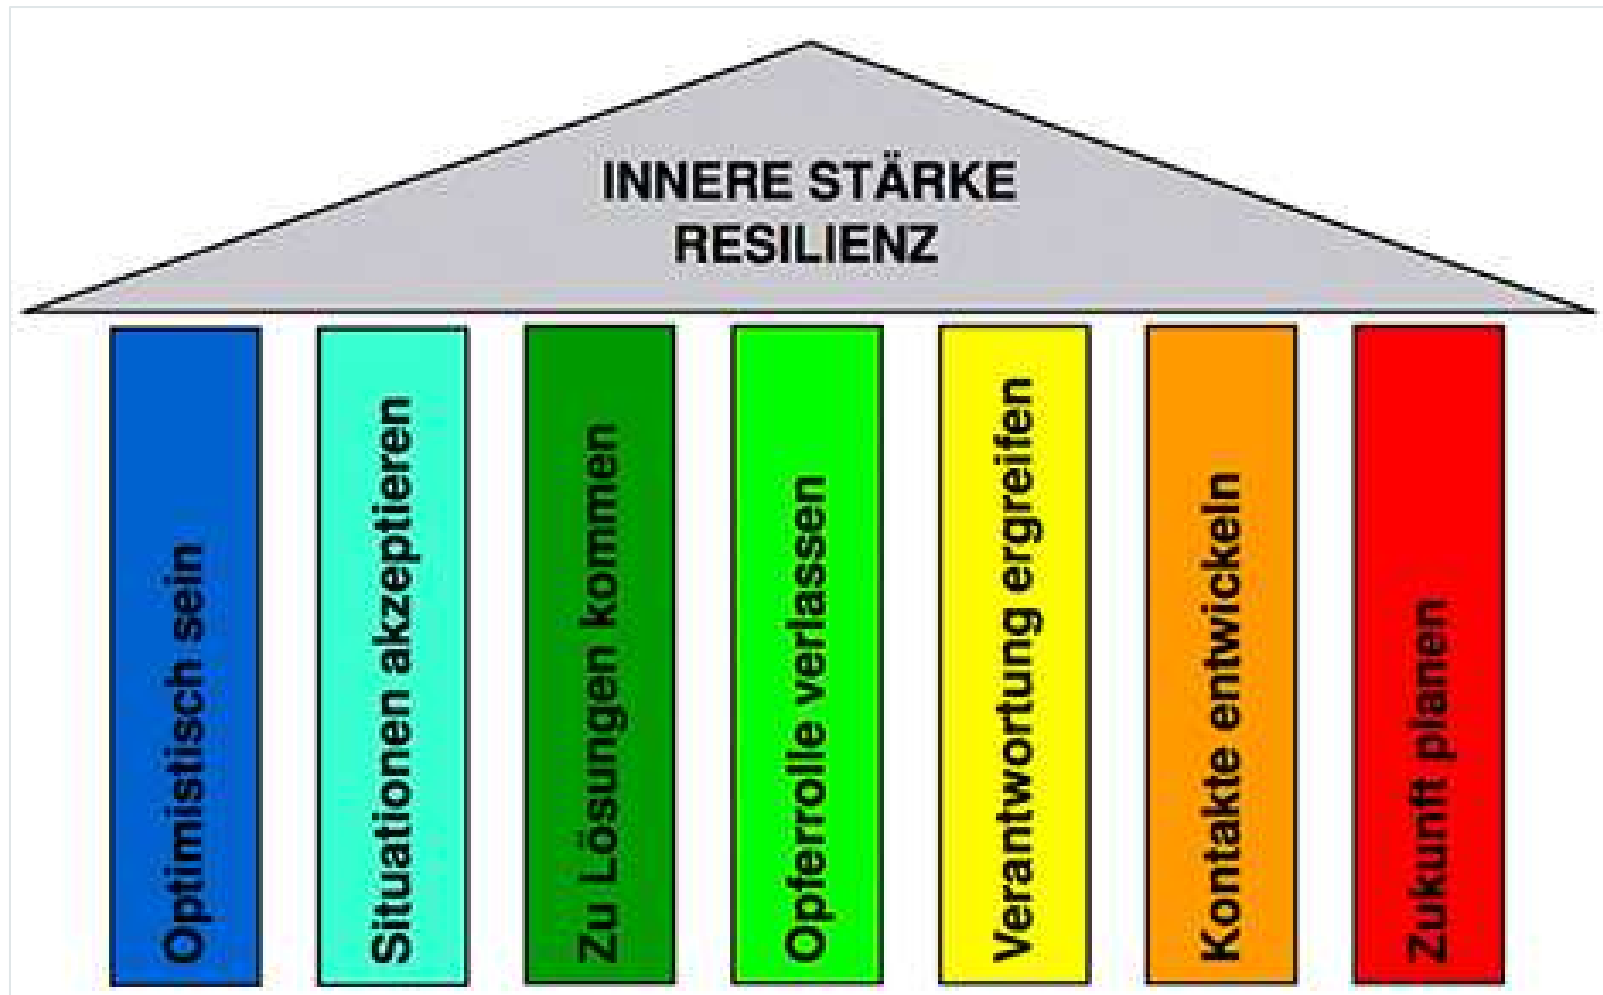 INNERE STÄRKE
RESILIENZ
Optimistisch sein
Situationen akzeptieren
Zu Lösungen kommen
Opferrolle verlassen
Verantwortung ergreifen
Kontakte entwickeln
Zukunft planen